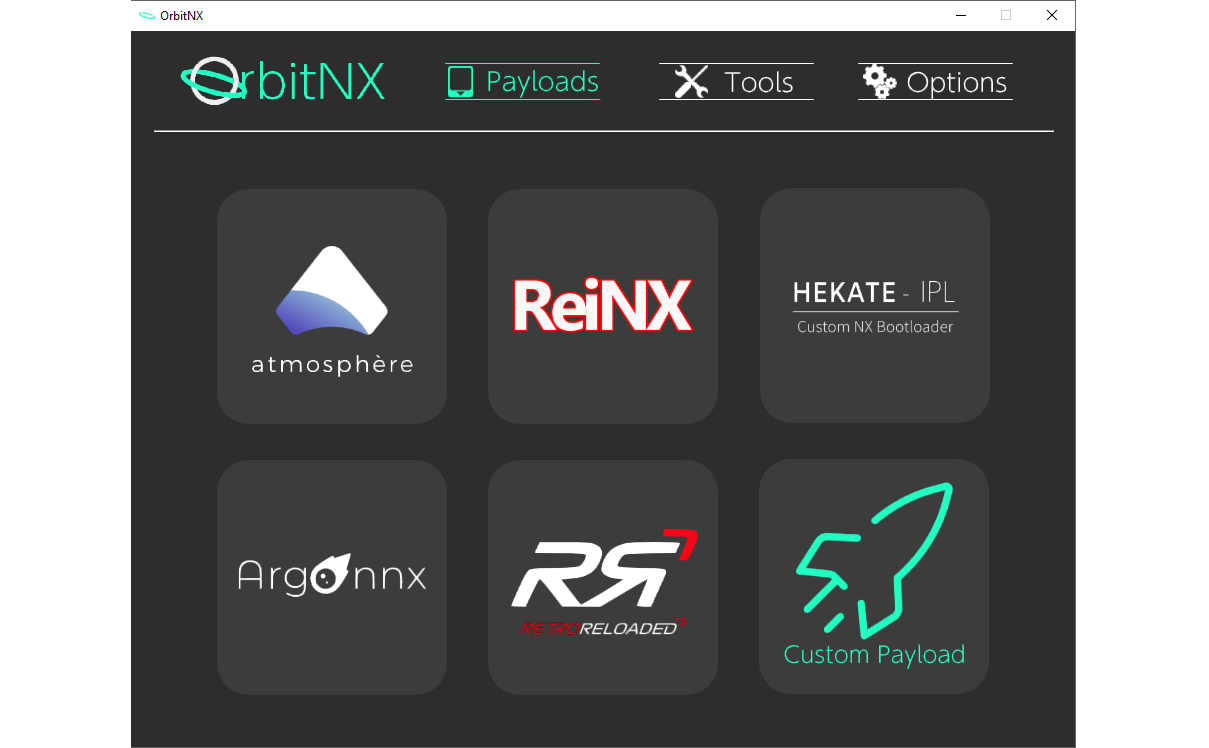 OrbitNX
OrbitNX
Payloads
Tools
Options
atmosphère
ReiNX
HEKATE - IPL
Custom NX Bootloader
Argonnx
RR
RETRORELOADED
Custom Payload